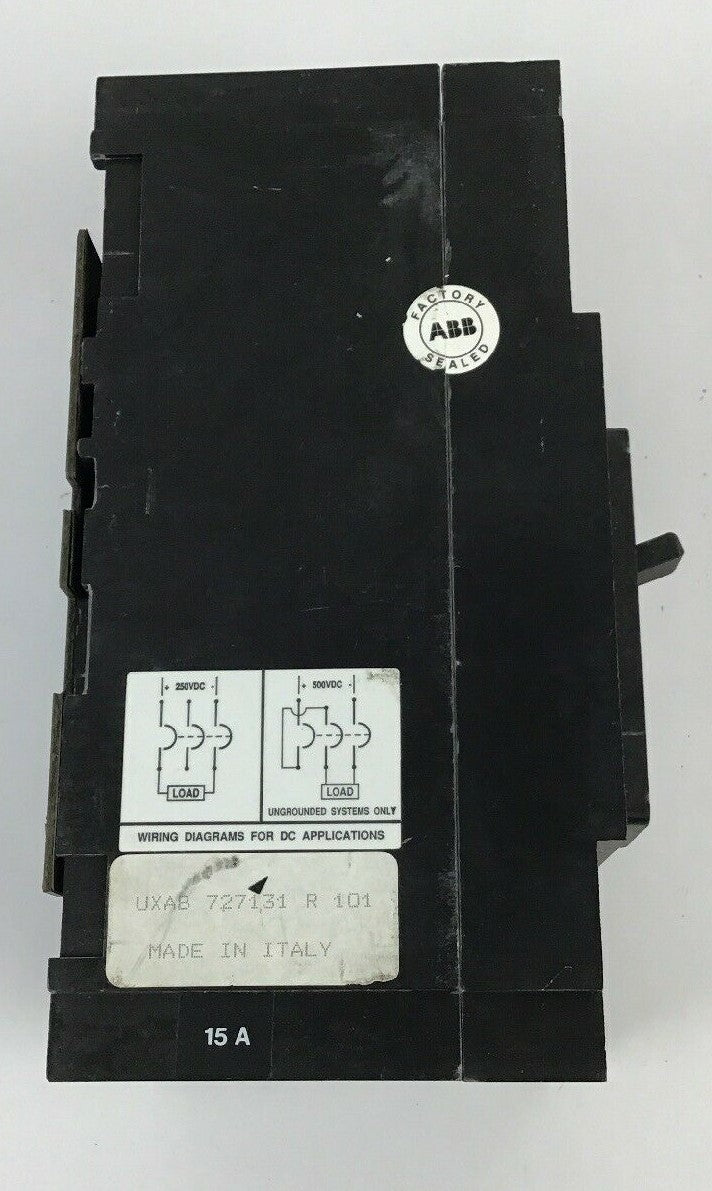 FACTORY
ABB
SEALED
+ 250VDC -
+ 500VDC -
LOAD
LOAD
UNGROUNDED SYSTEMS ONLY
WIRING DIAGRAMS FOR DC APPLICATIONS
UXAB 727131 R 101
MADE IN ITALY
15 A